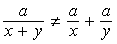 a/(x + y) ≠ a/x + a/y